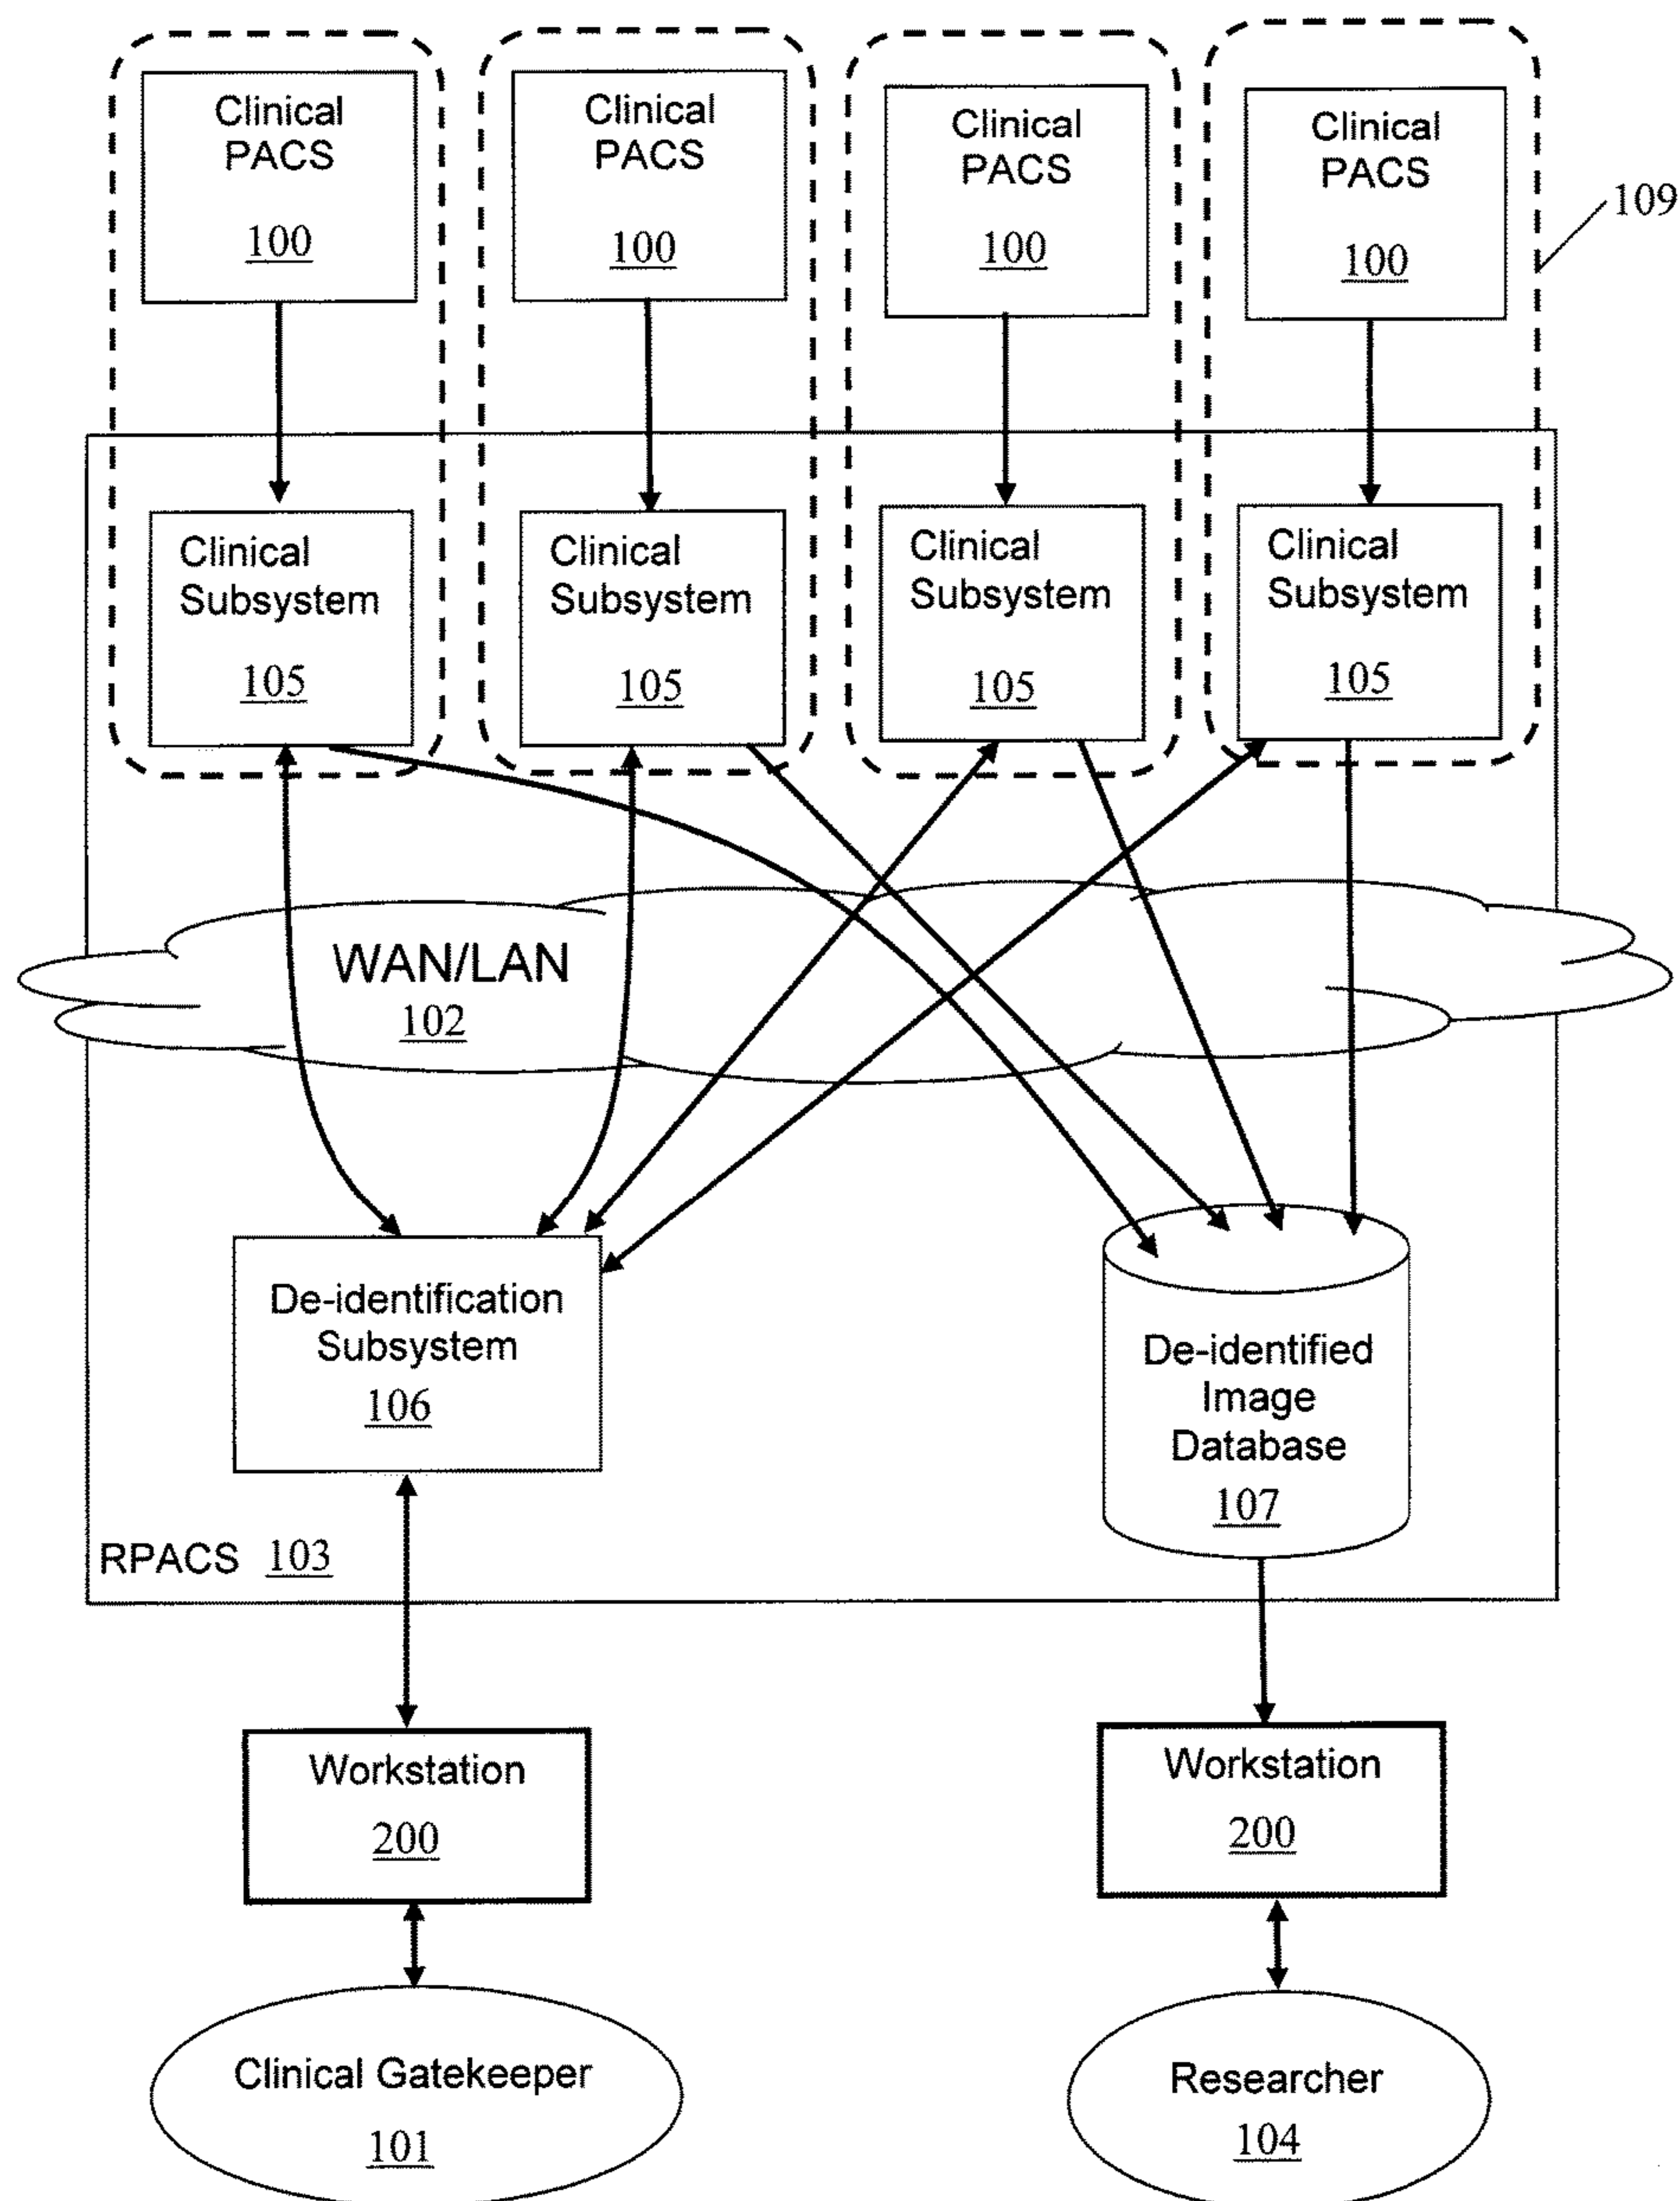 Clinical
PACS
100
Clinical
PACS
100
Clinical
PACS
100
Clinical
PACS
100
109
Clinical
Subsystem
105
Clinical
Subsystem
105
Clinical
Subsystem
105
Clinical
Subsystem
105
WAN/LAN
102
De-identification
Subsystem
106
De-identified
Image
Database
107
RPACS 103
Workstation
200
Workstation
200
Clinical Gatekeeper
101
Researcher
104